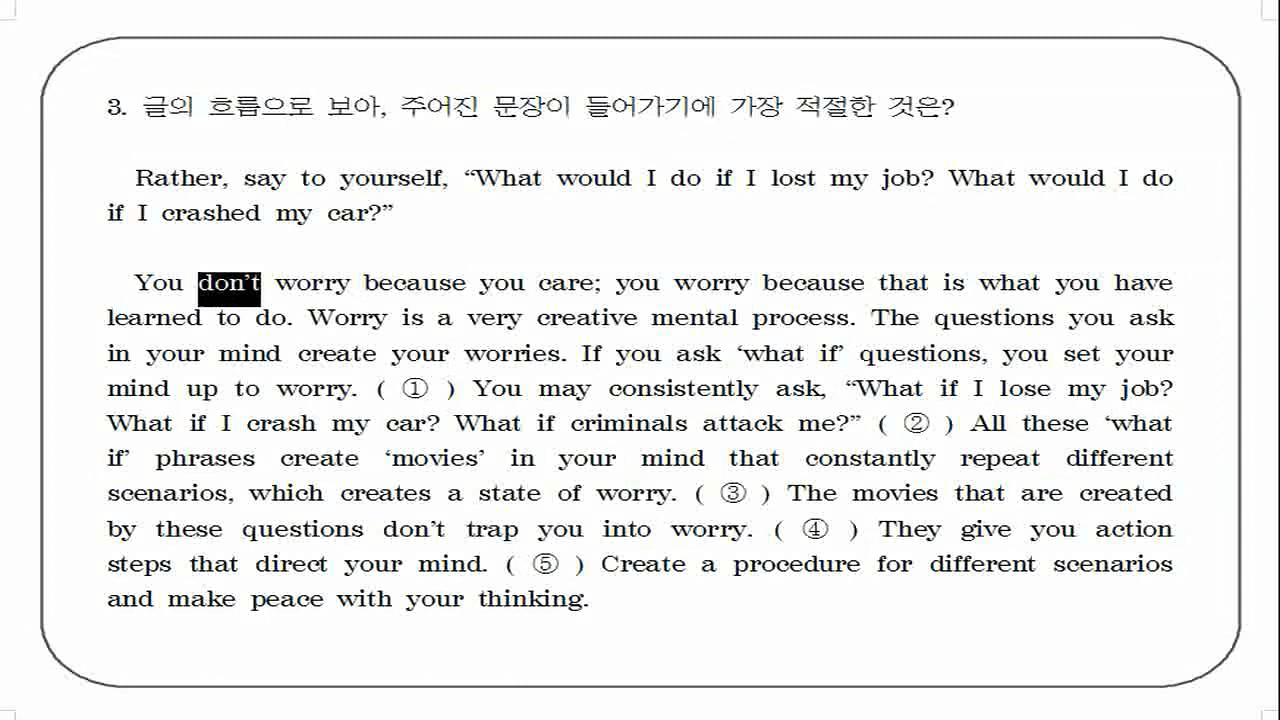 3. 글의 흐름으로 보아, 주어진 문장이 들어가기에 가장 적절한 것은?
Rather, say to yourself, “What would I do if I lost my job? What would I do
if I crashed my car?”
You don’t worry because you care; you worry because that is what you have
learned to do. Worry is a very creative mental process. The questions you ask
in your mind create your worries. If you ask ‘what if’ questions, you set your
mind up to worry. ( ① ) You may consistently ask, “What if I lose my job?
What if I crash my car? What if criminals attack me?” ( ② ) All these ‘what
if’ phrases create ‘movies’ in your mind that constantly repeat different
scenarios, which creates a state of worry. ( ③ ) The movies that are created
by these questions don’t trap you into worry. ( ④ ) They give you action
steps that direct your mind. ( ⑤ ) Create a procedure for different scenarios
and make peace with your thinking.